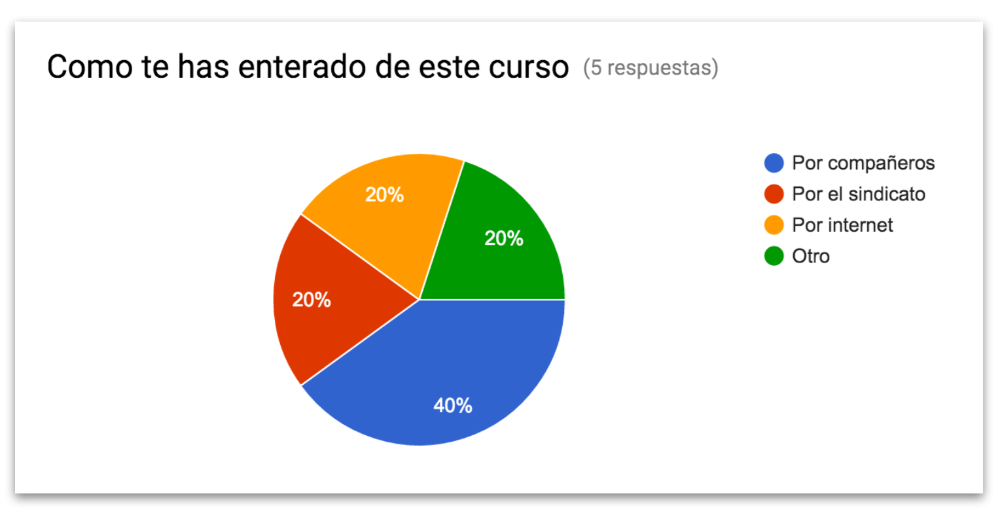 Como te has enterado de este curso (5 respuestas)
Por compañeros
Por el sindicato
Por internet
Otro
20%
20%
20%
40%